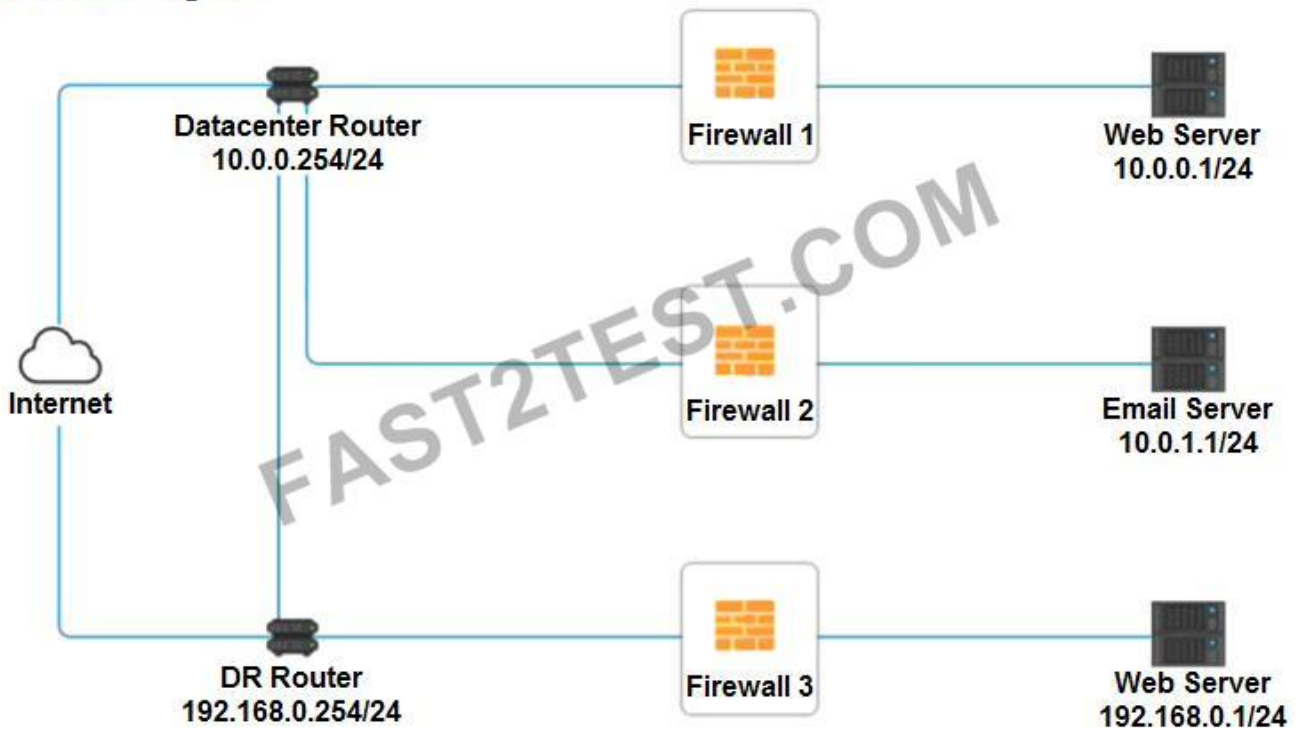 Datacenter Router
10.0.0.254/24
Firewall 1
Web Server
10.0.0.1/24
FAST2TEST.COM
Internet
Firewall 2
Email Server
10.0.1.1/24
DR Router
192.168.0.254/24
Firewall 3
Web Server
192.168.0.1/24